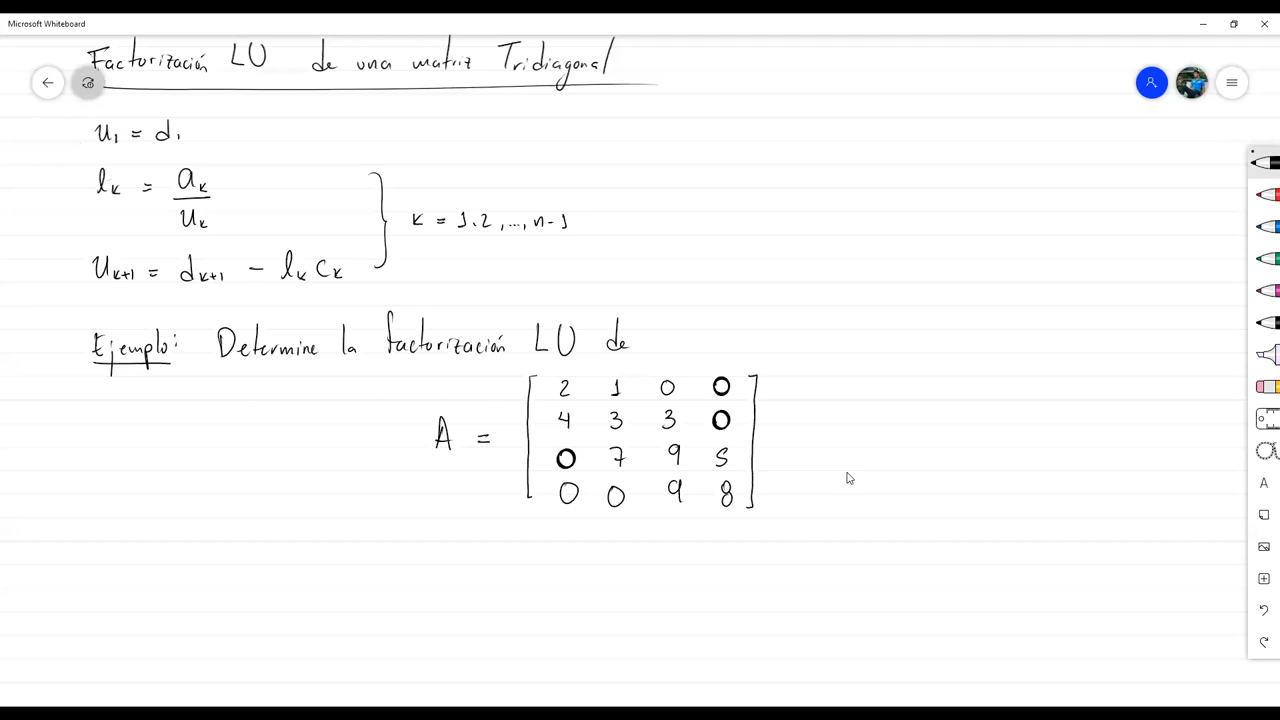 Microsoft Whiteboard
Factorización LU de una matriz Tridiagonal
u₁ = d₁
lₖ = aₖ / uₖ
k = 1,2,...,n-1
uₖ₊₁ = dₖ₊₁ - lₖ cₖ
Ejemplo: Determine la factorización LU de
A =
2 1 0 0
4 3 3 0
0 7 9 5
0 0 9 8
A